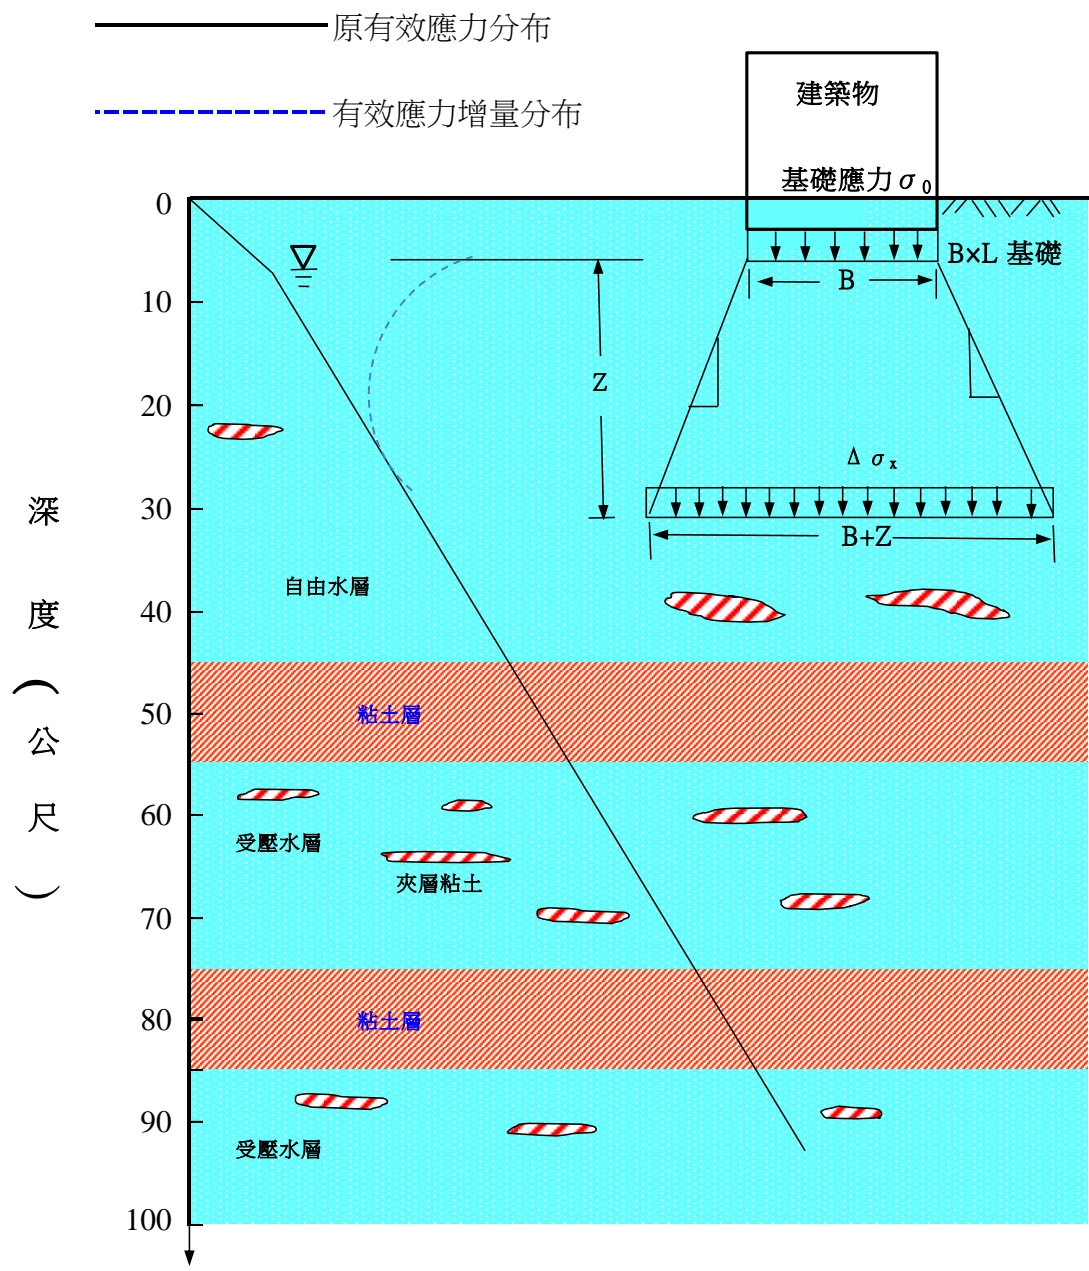 原有效應力分布
有效應力增量分布
建築物
基礎應力σ₀
B×L 基礎
B
Z
Δ σₓ
B+Z
0
10
20
30
40
50
60
70
80
90
100
深度(公尺)
自由水層
粘土層
受壓水層
夾層粘土
粘土層
受壓水層